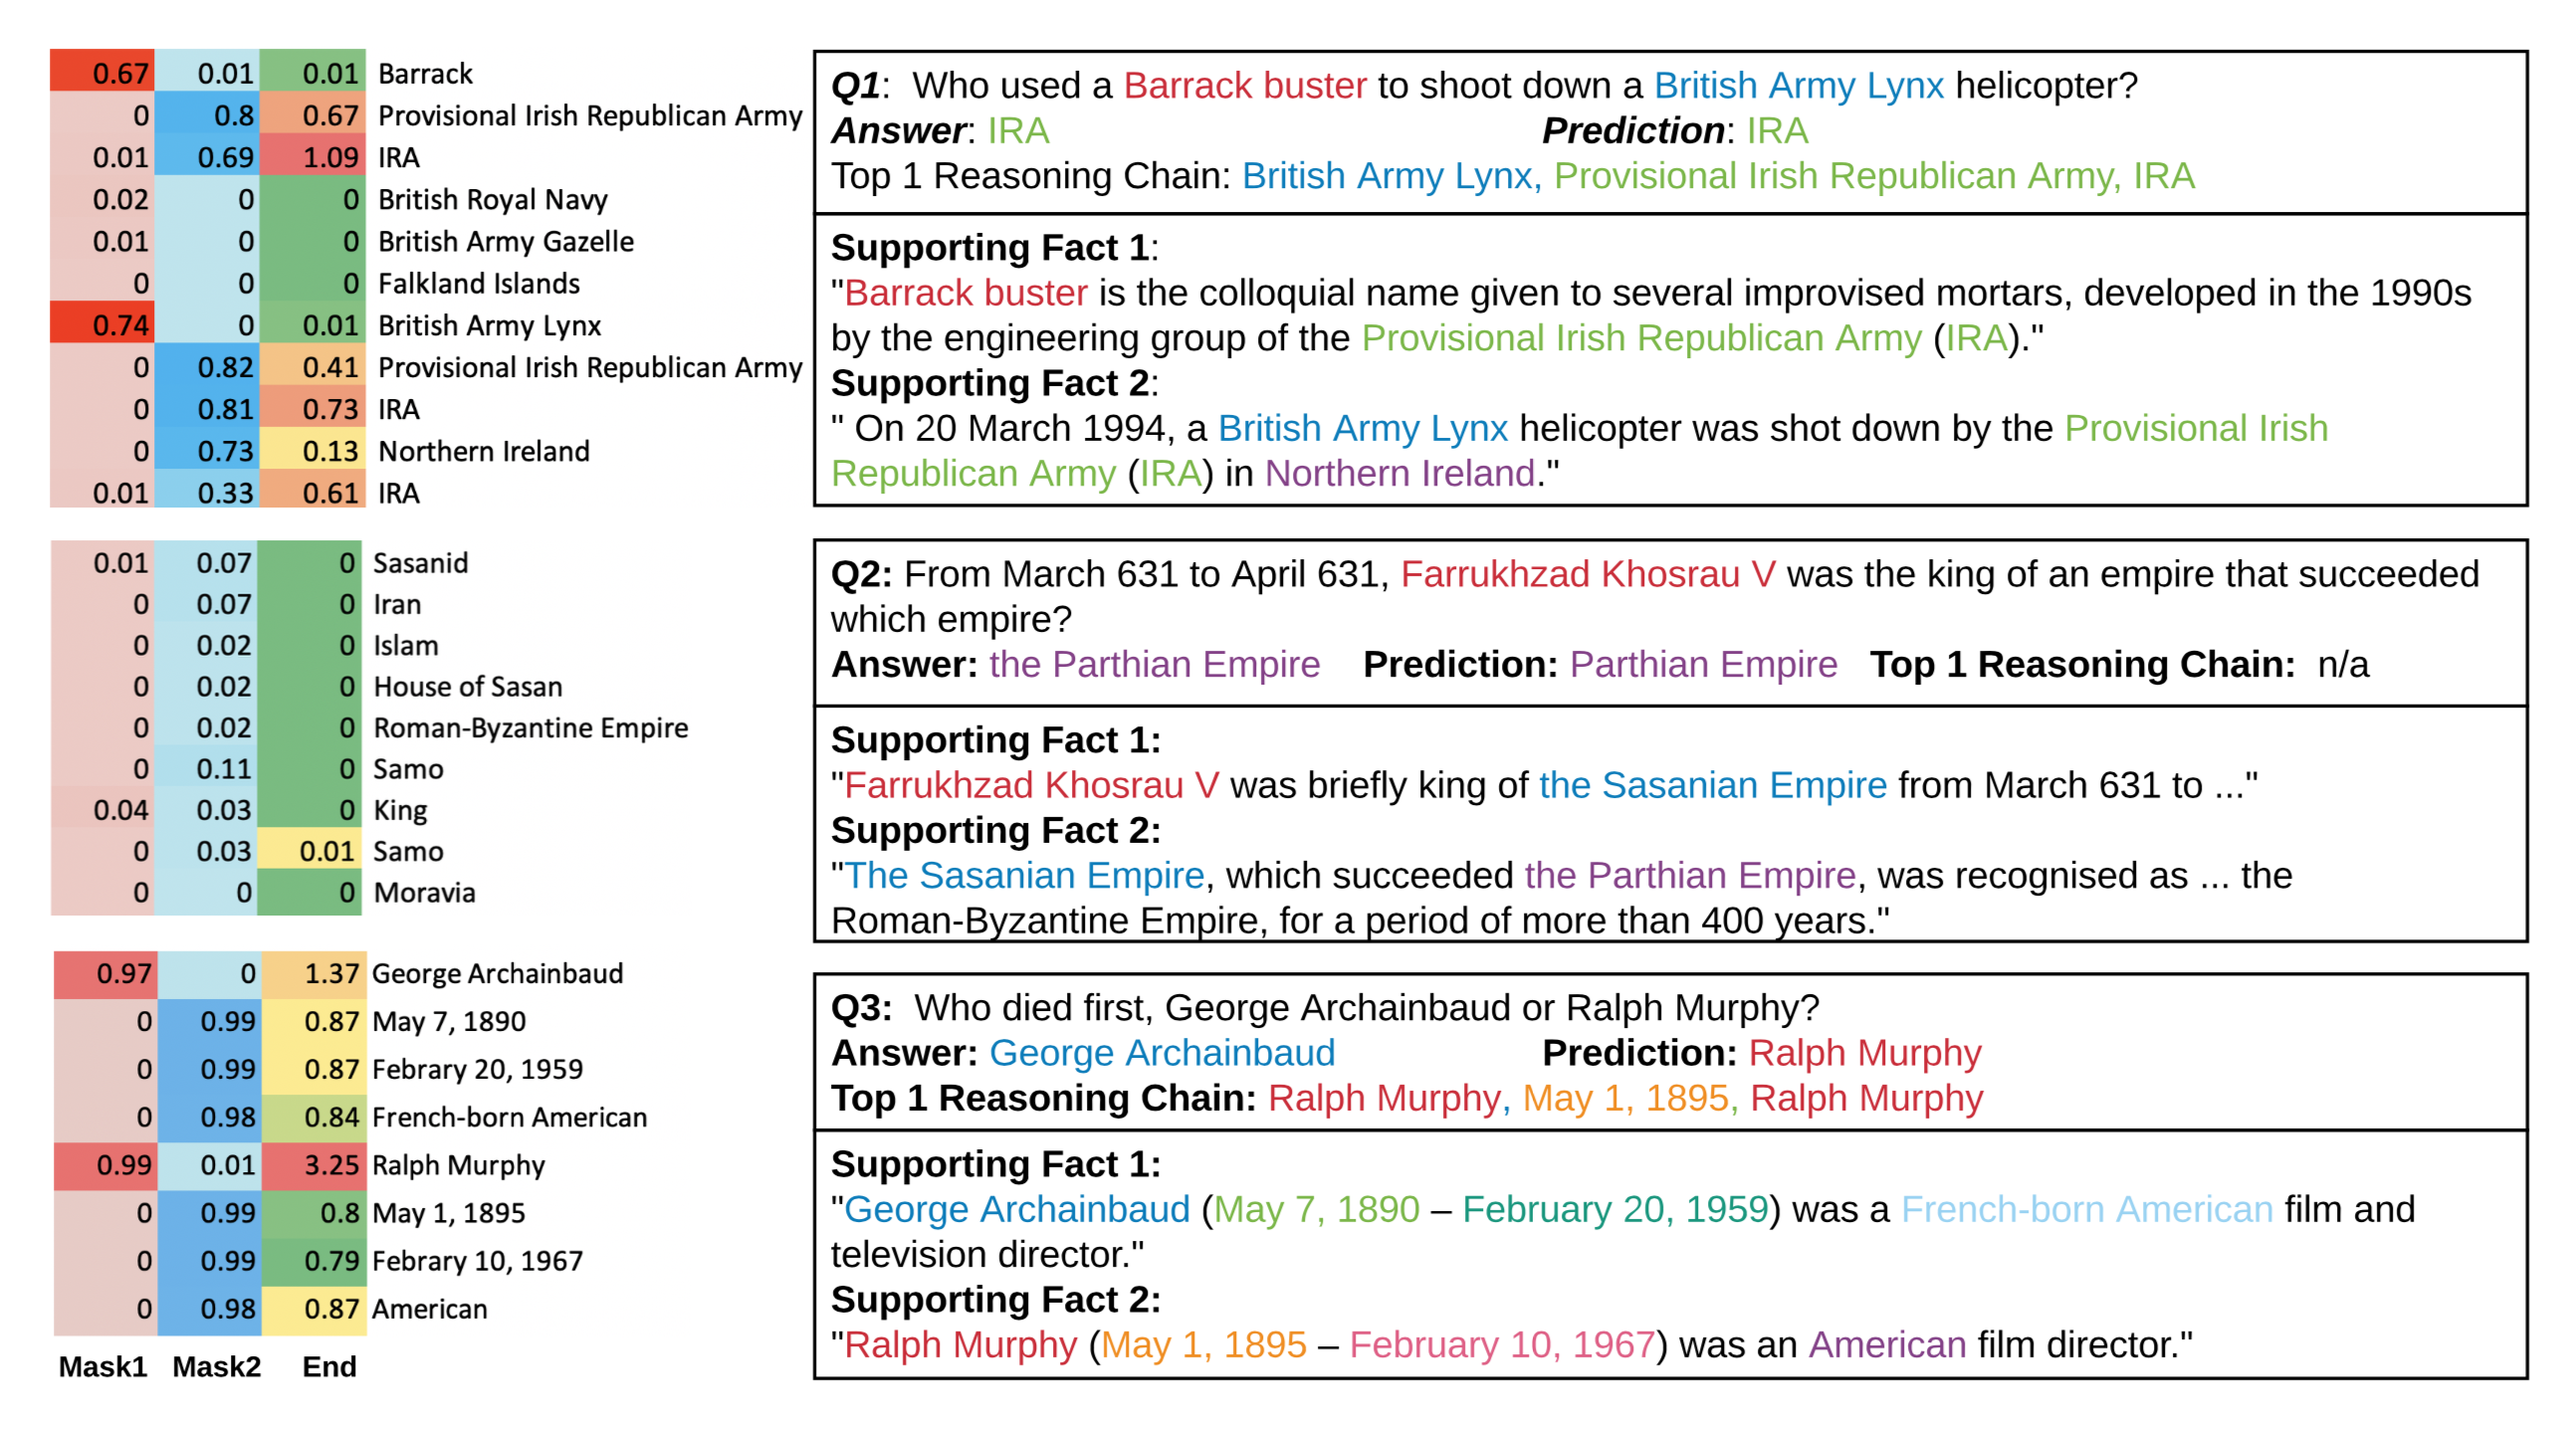 0.67 0.01 0.01 Barrack
0 0.8 0.67 Provisional Irish Republican Army
0.01 0.69 1.09 IRA
0.02 0 0 British Royal Navy
0.01 0 0 British Army Gazelle
0 0 0 Falkland Islands
0.74 0 0.01 British Army Lynx
0 0.82 0.41 Provisional Irish Republican Army
0 0.81 0.73 IRA
0 0.73 0.13 Northern Ireland
0.01 0.33 0.61 IRA
Q1: Who used a Barrack buster to shoot down a British Army Lynx helicopter?
Answer: IRA Prediction: IRA
Top 1 Reasoning Chain: British Army Lynx, Provisional Irish Republican Army, IRA
Supporting Fact 1:
"Barrack buster is the colloquial name given to several improvised mortars, developed in the 1990s
by the engineering group of the Provisional Irish Republican Army (IRA)."
Supporting Fact 2:
" On 20 March 1994, a British Army Lynx helicopter was shot down by the Provisional Irish
Republican Army (IRA) in Northern Ireland."
0.01 0.07 0 Sasanid
0 0.07 0 Iran
0 0.02 0 Islam
0 0.02 0 House of Sasan
0 0.02 0 Roman-Byzantine Empire
0 0.11 0 Samo
0.04 0.03 0 King
0 0.03 0.01 Samo
0 0 0 Moravia
Q2: From March 631 to April 631, Farrukhzad Khosrau V was the king of an empire that succeeded
which empire?
Answer: the Parthian Empire Prediction: Parthian Empire Top 1 Reasoning Chain: n/a
Supporting Fact 1:
"Farrukhzad Khosrau V was briefly king of the Sasanian Empire from March 631 to ..."
Supporting Fact 2:
"The Sasanian Empire, which succeeded the Parthian Empire, was recognised as ... the
Roman-Byzantine Empire, for a period of more than 400 years."
0.97 0 1.37 George Archainbaud
0 0.99 0.87 May 7, 1890
0 0.99 0.87 Febrary 20, 1959
0 0.98 0.84 French-born American
0.99 0.01 3.25 Ralph Murphy
0 0.99 0.8 May 1, 1895
0 0.99 0.79 Febrary 10, 1967
0 0.98 0.87 American
Mask1 Mask2 End
Q3: Who died first, George Archainbaud or Ralph Murphy?
Answer: George Archainbaud Prediction: Ralph Murphy
Top 1 Reasoning Chain: Ralph Murphy, May 1, 1895, Ralph Murphy
Supporting Fact 1:
"George Archainbaud (May 7, 1890 – February 20, 1959) was a French-born American film and
television director."
Supporting Fact 2:
"Ralph Murphy (May 1, 1895 – February 10, 1967) was an American film director."